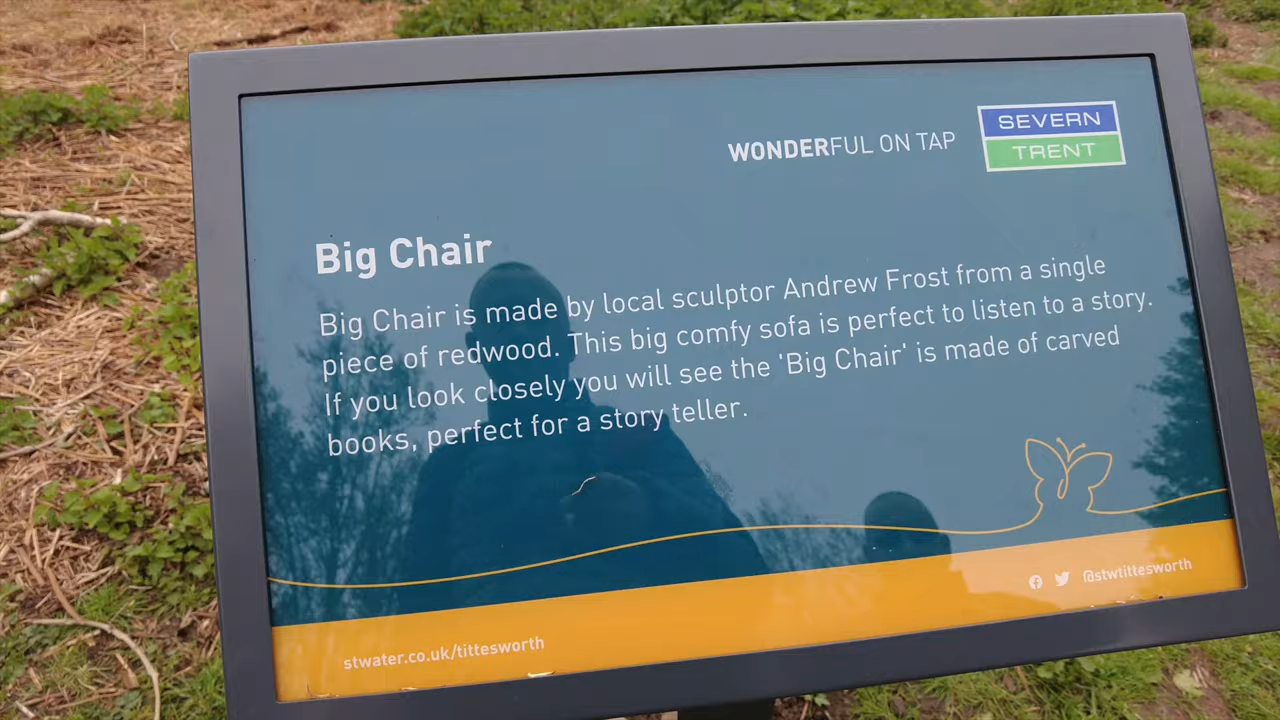 WONDERFUL ON TAP
SEVERN
TRENT
Big Chair
Big Chair is made by local sculptor Andrew Frost from a single
piece of redwood. This big comfy sofa is perfect to listen to a story.
If you look closely you will see the 'Big Chair' is made of carved
books, perfect for a story teller.
@stwtittesworth
stwater.co.uk/tittesworth